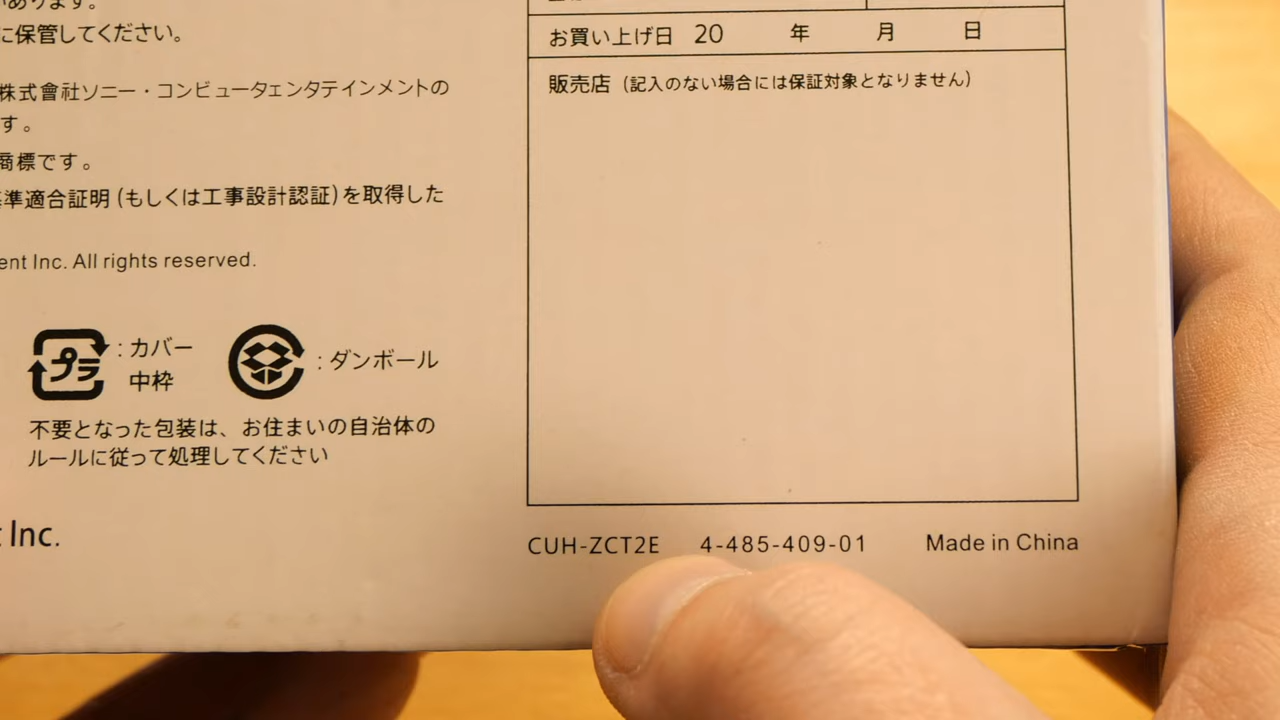 があります。
に保管してください。
株式會社ソニー・コンピュータェンタテインメントの
す。
商標です。
準適合証明(もしくは工事設計認証)を取得した
ent Inc. All rights reserved.
プラ
:カバー
中枠
:ダンボール
不要となった包装は、お住まいの自治体の
ルールに従って処理してください
Inc.
お買い上げ日 20 年 月 日
販売店(記入のない場合には保証対象となりません)
CUH-ZCT2E 4-485-409-01 Made in China